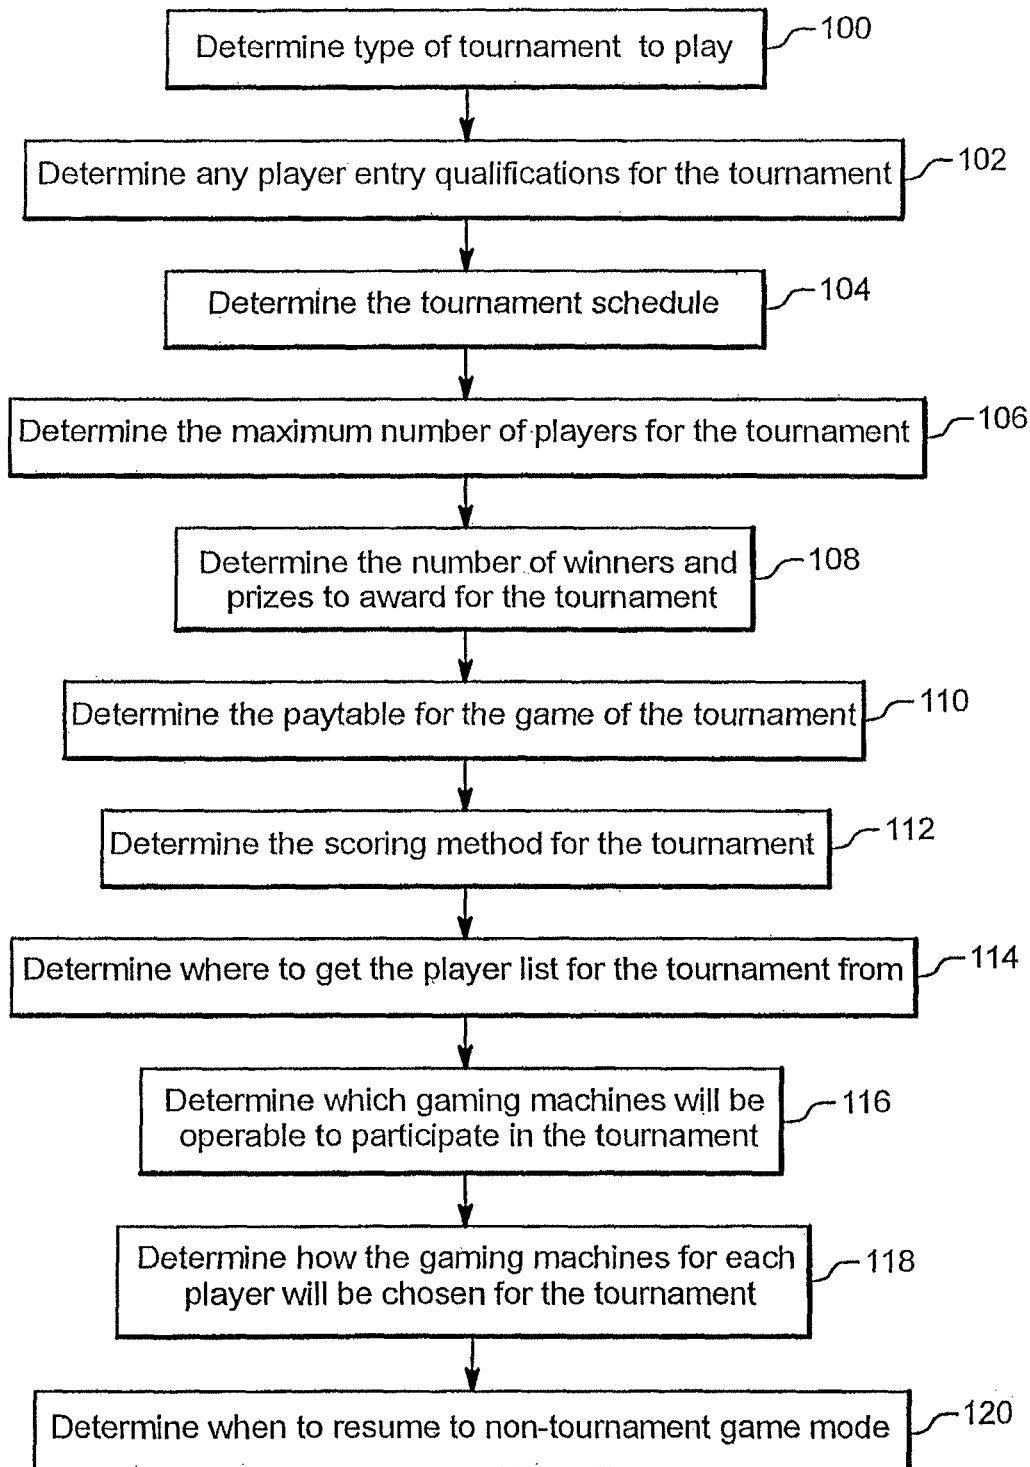 Determine type of tournament to play
100
Determine any player entry qualifications for the tournament
102
Determine the tournament schedule
104
Determine the maximum number of players for the tournament
106
Determine the number of winners and
prizes to award for the tournament
108
Determine the paytable for the game of the tournament
110
Determine the scoring method for the tournament
112
Determine where to get the player list for the tournament from
114
Determine which gaming machines will be
operable to participate in the tournament
116
Determine how the gaming machines for each
player will be chosen for the tournament
118
Determine when to resume to non-tournament game mode
120